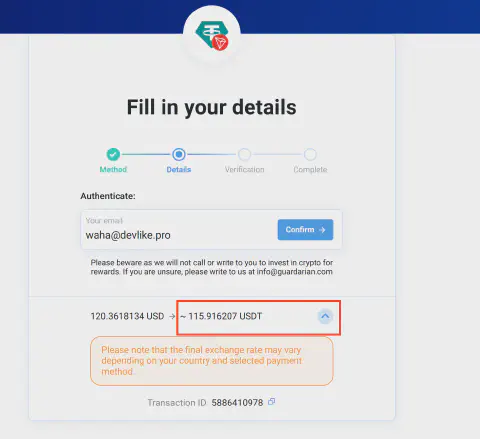 Fill in your details
Method
Details
Verification
Complete
Authenticate:
Your email
waha@devlike.pro
Confirm →
Please beware as we will not call or write to you to invest in crypto for
rewards. If you are unsure, please write to us at info@guardarian.com
120.3618134 USD → ~ 115.916207 USDT
Please note that the final exchange rate may vary
depending on your country and selected payment
method.
Transaction ID: 5886410978